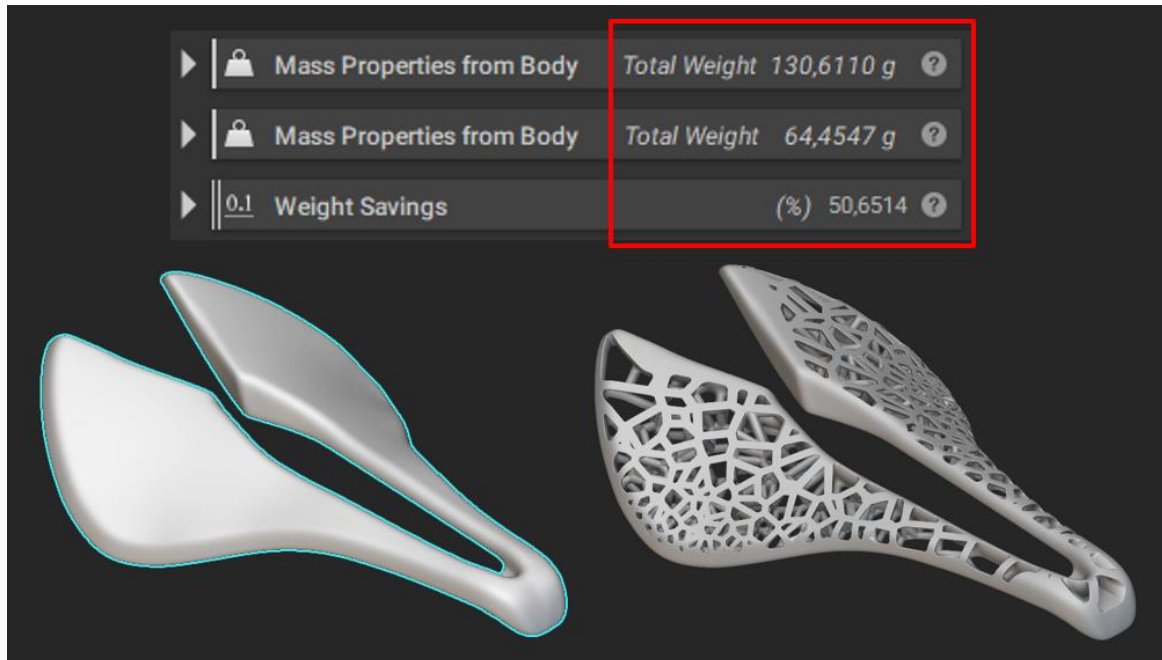 Mass Properties from Body Total Weight 130,6110 g ?
Mass Properties from Body Total Weight 64,4547 g ?
0.1 Weight Savings (%) 50,6514 ?